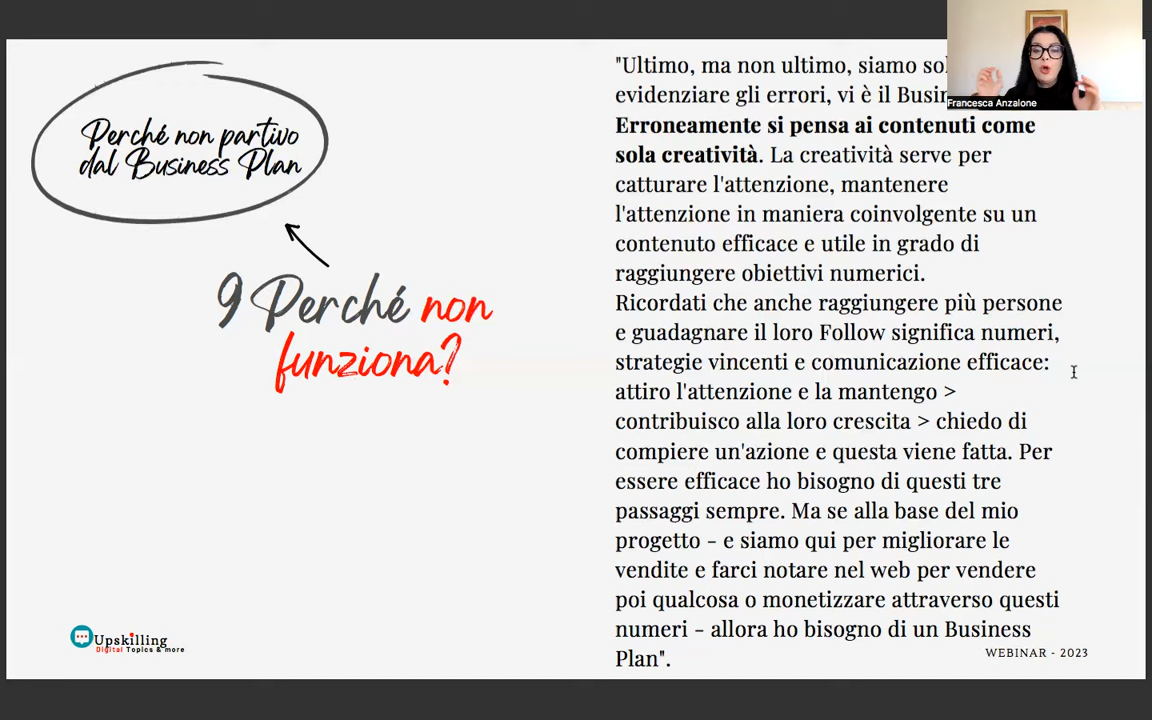 Perché non partivo
dal Business Plan
9 Perché non
funziona?
"Ultimo, ma non ultimo, siamo
evidenziare gli errori, vi è il
Erroneamente si pensa ai contenuti come
sola creatività. La creatività serve per
catturare l'attenzione, mantenere
l'attenzione in maniera coinvolgente su un
contenuto efficace e utile in grado di
raggiungere obiettivi numerici.
Ricordati che anche raggiungere più persone
e guadagnare il loro Follow significa numeri,
strategie vincenti e comunicazione efficace:
attiro l'attenzione e la mantengo >
contribuisco alla loro crescita > chiedo di
compiere un'azione e questa viene fatta. Per
essere efficace ho bisogno di questi tre
passaggi sempre. Ma se alla base del mio
progetto - e siamo qui per migliorare le
vendite e farci notare nel web per vendere
poi qualcosa o monetizzare attraverso questi
numeri - allora ho bisogno di un Business
Plan".
Francesca Anzalone
Upskilling
Digital Topics & more
WEBINAR - 2023